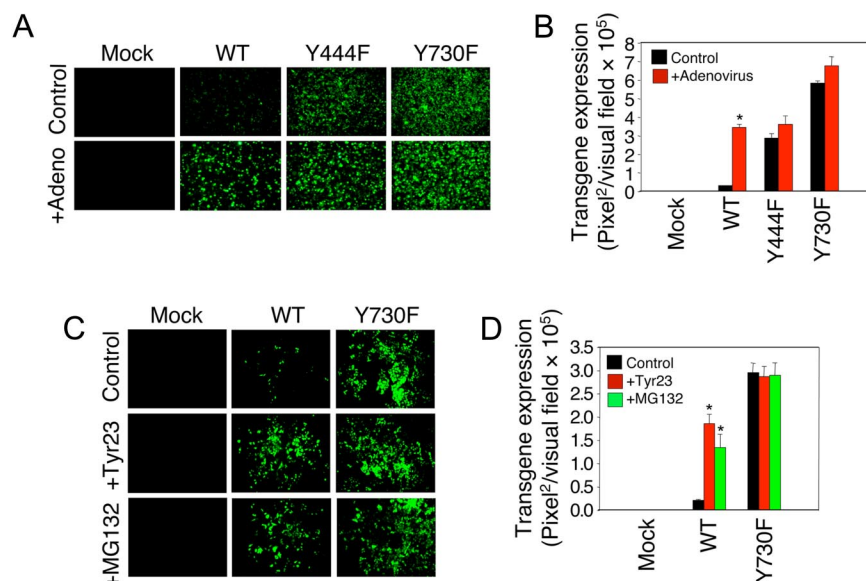 A
Mock WT Y444F Y730F
Control
+Adeno
B
Transgene expression
(Pixel²/visual field × 10⁵)
8
7
6
5
4
3
2
1
0
Control
+Adenovirus
*
Mock
WT
Y444F
Y730F
C
Mock WT Y730F
Control
+Tyr23
+MG132
D
Transgene expression
(Pixel²/visual field × 10⁵)
3.5
3.0
2.5
2.0
1.5
1.0
0.5
0.0
Control
+Tyr23
+MG132
*
*
Mock
WT
Y730F